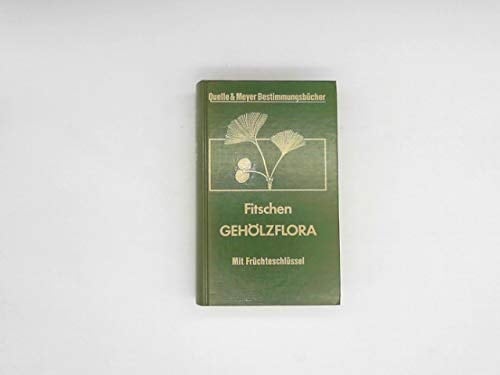 Quelle & Meyer Bestimmungsbücher
Fitschen
GEHÖLZFLORA
Mit Früchteschlüssel